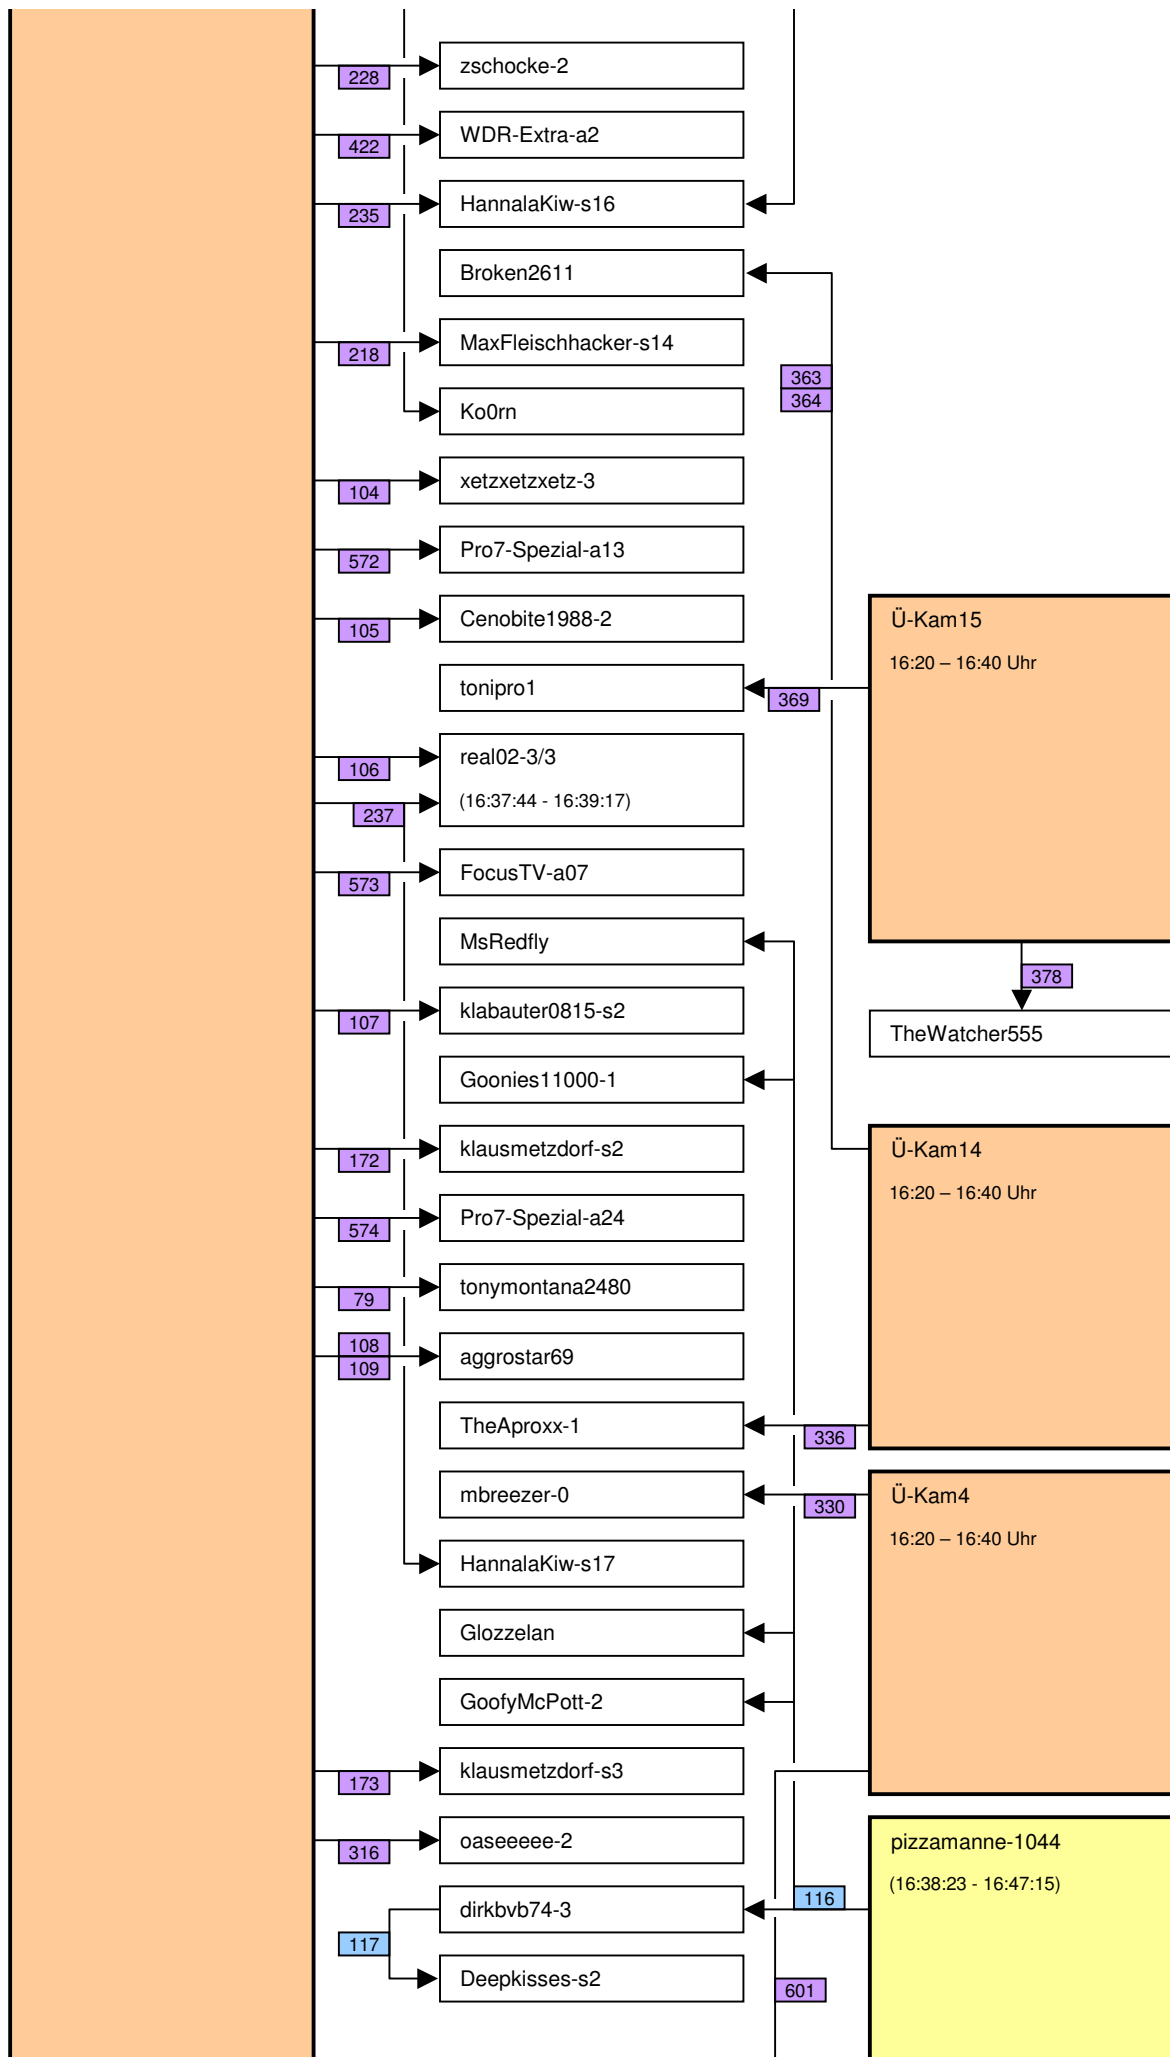 zschocke-2
228
WDR-Extra-a2
422
HannalaKiw-s16
235
Broken2611
MaxFleischhacker-s14
218
363
364
Ko0rn
xetzxetzxetz-3
104
Pro7-Spezial-a13
572
Cenobite1988-2
105
Ü-Kam15
16:20 – 16:40 Uhr
tonipro1
369
real02-3/3
106
(16:37:44 - 16:39:17)
237
FocusTV-a07
573
MsRedfly
378
klabauter0815-s2
107
TheWatcher555
Goonies11000-1
klausmetzdorf-s2
172
Ü-Kam14
16:20 – 16:40 Uhr
Pro7-Spezial-a24
574
tonymontana2480
79
108
aggrostar69
109
TheAproxx-1
336
mbreezer-0
330
Ü-Kam4
16:20 – 16:40 Uhr
HannalaKiw-s17
Glozzelan
GoofyMcPott-2
klausmetzdorf-s3
173
oaseeeee-2
316
pizzamanne-1044
(16:38:23 - 16:47:15)
116
dirkbvb74-3
117
Deepkisses-s2
601